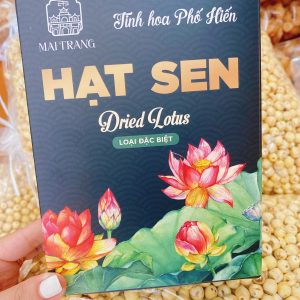 MAI TRANG
Tinh hoa Phố Hiến
HẠT SEN
Dried Lotus
LOẠI ĐẶC BIỆT